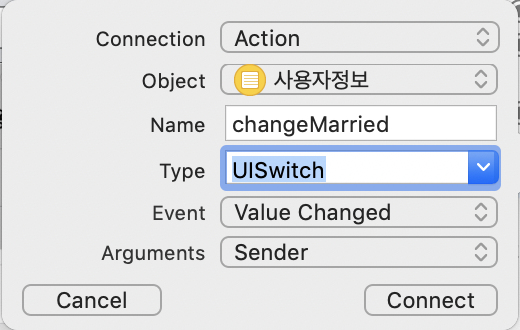 Connection Action
Object 사용자정보
Name changeMarried
Type UISwitch
Event Value Changed
Arguments Sender
Cancel Connect